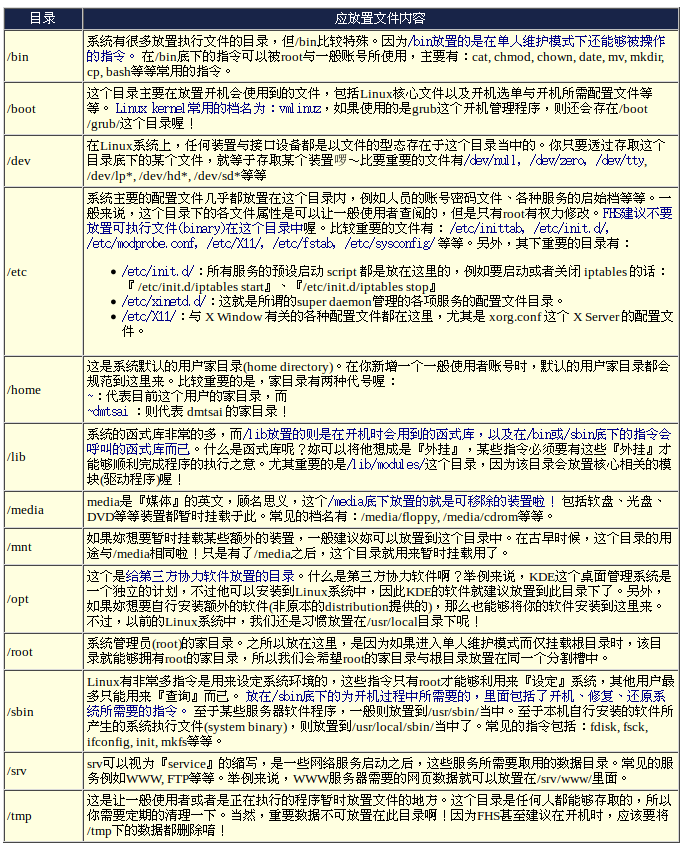 目录 应放置文件内容
/bin
系统有很多放置执行文件的目录，但/bin比较特殊。因为/bin放置的是在单人维护模式下还能够被操作
的指令。 在/bin底下的指令可以被root与一般账号所使用，主要有：cat, chmod, chown, date, mv, mkdir,
cp, bash等等常用的指令。
/boot
这个目录主要在放置开机会使用到的文件，包括Linux核心文件以及开机选单与开机所需配置文件等
等。 Linux kernel常用的档名为：vmlinuz，如果使用的是grub这个开机管理程序，则还会存在/boot
/grub/这个目录喔！
/dev
在Linux系统上，任何装置与接口设备都是以文件的型态存在于这个目录当中的。你只要透过存取这个
目录底下的某个文件，就等于存取某个装置啰～比要重要的文件有/dev/null，/dev/zero，/dev/tty,
/dev/lp*, /dev/hd*, /dev/sd*等等
/etc
系统主要的配置文件几乎都放置在这个目录内，例如人员的账号密码文件、各种服务的启始档等等。一
般来说，这个目录下的各文件属性是可以让一般使用者查阅的，但是只有root有权力修改。FHS建议不要
放置可执行文件(binary)在这个目录中喔。比较重要的文件有： /etc/inittab，/etc/init.d/，
/etc/modprobe.conf，/etc/X11/，/etc/fstab，/etc/sysconfig/ 等等。另外，其下重要的目录有：
• /etc/init.d/：所有服务的预设启动 script 都是放在这里的，例如要启动或者关闭 iptables 的话：
『 /etc/init.d/iptables start』、『/etc/init.d/iptables stop』
• /etc/xinetd.d/：这就是所谓的super daemon管理的各项服务的配置文件目录。
• /etc/X11/：与 X Window 有关的各种配置文件都在这里，尤其是 xorg.conf 这个 X Server 的配置文
件。
/home
这是系统默认的用户家目录(home directory)。在你新增一个一般使用者账号时，默认的用户家目录都会
规范到这里来。比较重要的是，家目录有两种代号喔：
~：代表目前这个用户的家目录，而
~dmtsai ：则代表 dmtsai 的家目录！
/lib
系统的函式库非常的多，而/lib放置的则是在开机时会用到的函式库，以及在/bin或/sbin底下的指令会
呼叫的函式库而已。什么是函式库呢？妳可以将他想成是『外挂』，某些指令必须要有这些『外挂』才
能够顺利完成程序的执行之意。尤其重要的是/lib/modules/这个目录，因为该目录会放置核心相关的模
块(驱动程序)喔！
/media
media是『媒体』的英文，顾名思义，这个/media底下放置的就是可移除的装置啦！ 包括软盘、光盘、
DVD等等装置都暂时挂载于此。常见的档名有：/media/floppy, /media/cdrom等等。
/mnt
如果妳想要暂时挂载某些额外的装置，一般建议妳可以放置到这个目录中。在古早时候，这个目录的用
途与/media相同啦！只是有了/media之后，这个目录就用来暂时挂载用了。
/opt
这个是给第三方协力软件放置的目录。什么是第三方协力软件啊？举例来说，KDE这个桌面管理系统是
一个独立的计划，不过他可以安装到Linux系统中，因此KDE的软件就建议放置到此目录下了。另外，
如果妳想要自行安装额外的软件(非原本的distribution提供的)，那么也能够将你的软件安装到这里来。
不过，以前的Linux系统中，我们还是习惯放置在/usr/local目录下呢！
/root
系统管理员(root)的家目录。之所以放在这里，是因为如果进入单人维护模式而仅挂载根目录时，该目
录就能够拥有root的家目录，所以我们会希望root的家目录与根目录放置在同一个分割槽中。
/sbin
Linux有非常多指令是用来设定系统环境的，这些指令只有root才能够利用来『设定』系统，其他用户最
多只能用来『查询』而已。 放在/sbin底下的为开机过程中所需要的，里面包括了开机、修复、还原系
统所需要的指令。 至于某些服务器软件程序，一般则放置到/usr/sbin/当中。至于本机自行安装的软件所
产生的系统执行文件(system binary)，则放置到/usr/local/sbin/当中了。常见的指令包括：fdisk, fsck,
ifconfig, init, mkfs等等。
/srv
srv可以视为『service』的缩写，是一些网络服务启动之后，这些服务所需要取用的数据目录。常见的服
务例如WWW, FTP等等。举例来说，WWW服务器需要的网页数据就可以放置在/srv/www/里面。
/tmp
这是让一般使用者或者是正在执行的程序暂时放置文件的地方。这个目录是任何人都能够存取的，所以
你需要定期的清理一下。当然，重要数据不可放置在此目录啊！因为FHS甚至建议在开机时，应该要将
/tmp下的数据都删除唷！